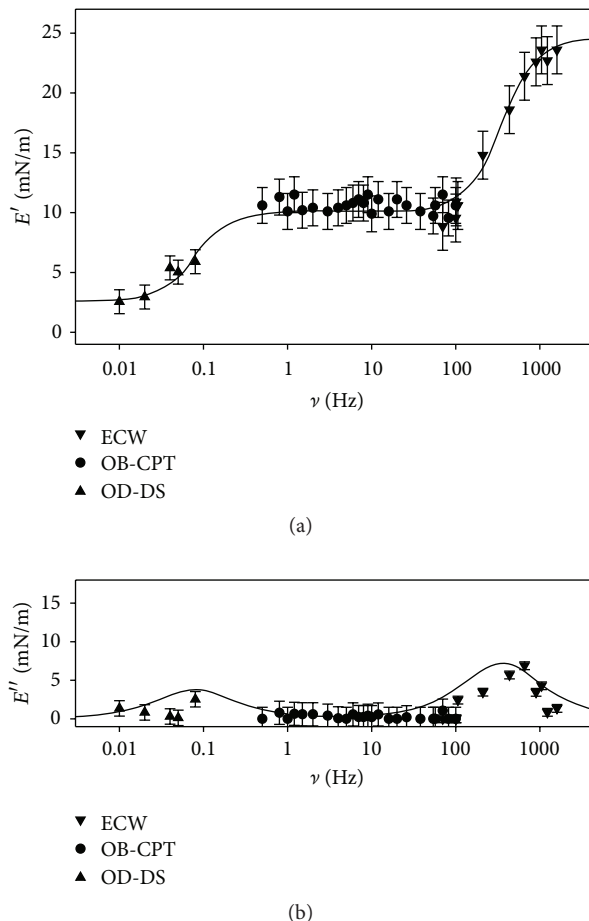 25
20
15
10
5
0
E′ (mN/m)
0.01 0.1 1 10 100 1000
ν (Hz)
▼ ECW
● OB-CPT
▲ OD-DS
(a)
15
10
5
0
E″ (mN/m)
0.01 0.1 1 10 100 1000
ν (Hz)
▼ ECW
● OB-CPT
▲ OD-DS
(b)